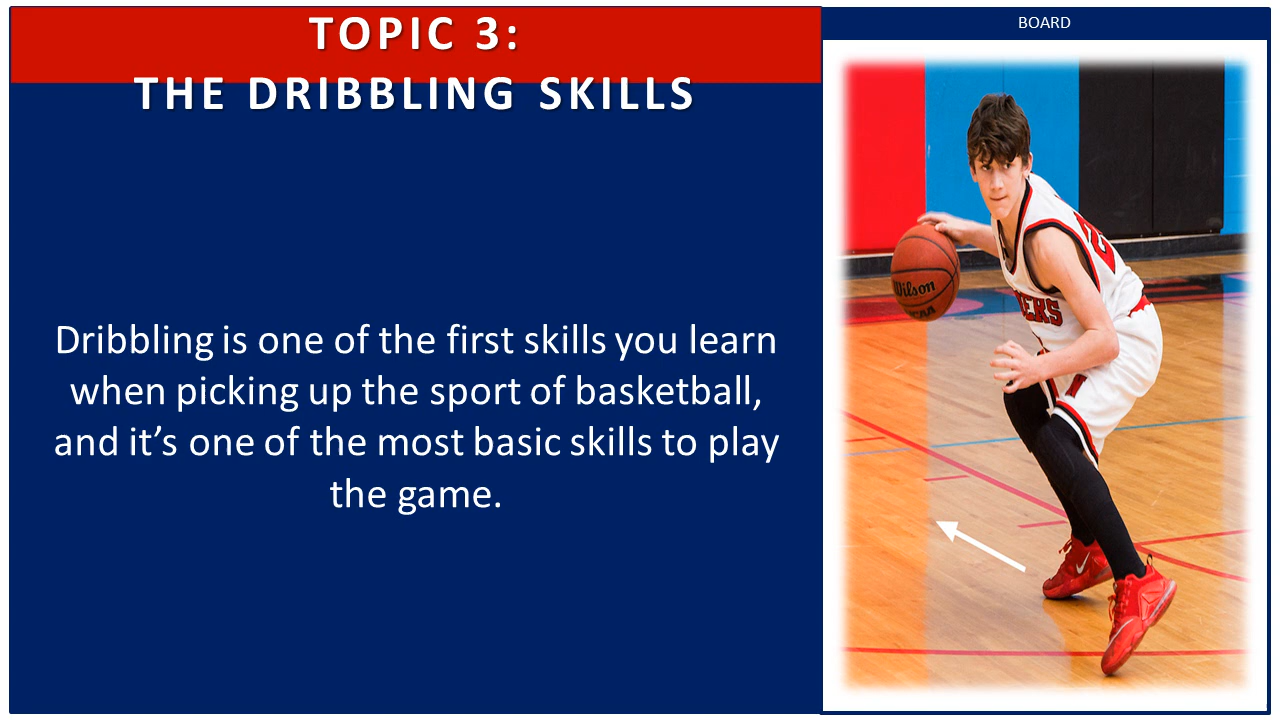 TOPIC 3:
THE DRIBBLING SKILLS
BOARD
Dribbling is one of the first skills you learn
when picking up the sport of basketball,
and it’s one of the most basic skills to play
the game.
Wilson